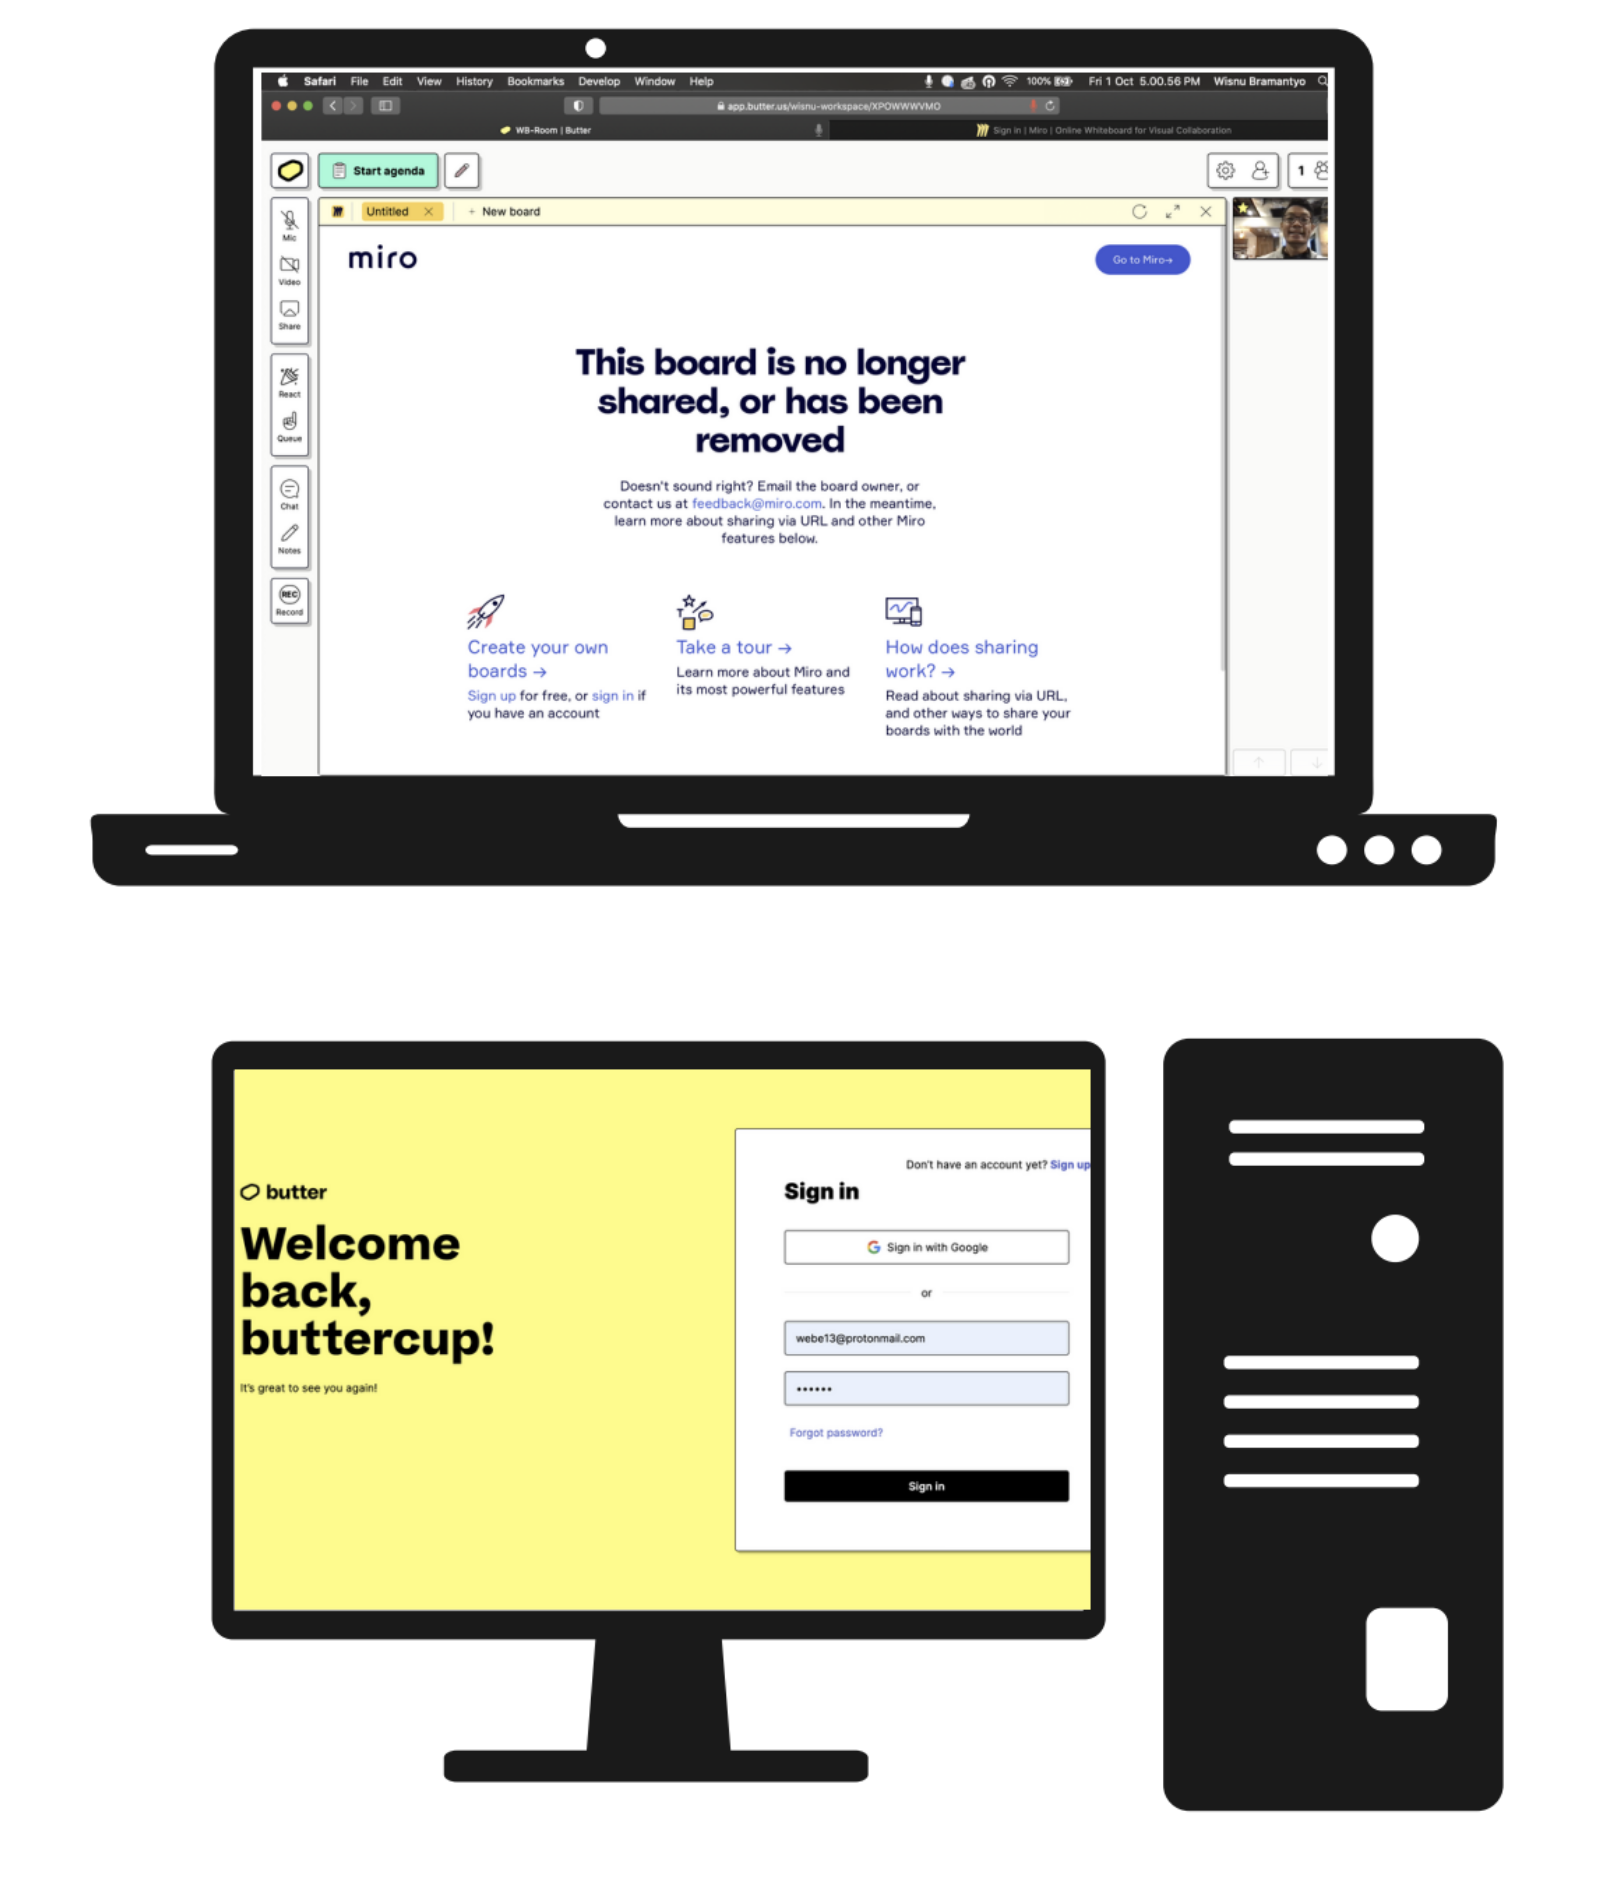 Safari File Edit View History Bookmarks Develop Window Help 100% Fri 1 Oct 5.00.56 PM Wisnu Bramantyo
app.butter.us/wisnu-workspace/XPOWWWVMO
WB-Room | Butter
Sign in | Miro | Online Whiteboard for Visual Collaboration
Start agenda
1
Mic
Video
Share
React
Queue
Chat
Notes
REC
Record
Untitled
+ New board
miro
Go to Miro→
This board is no longer
shared, or has been
removed
Doesn't sound right? Email the board owner, or
contact us at feedback@miro.com. In the meantime,
learn more about sharing via URL and other Miro
features below.
Create your own
boards →
Sign up for free, or sign in if
you have an account
Take a tour →
Learn more about Miro and
its most powerful features
How does sharing
work? →
Read about sharing via URL,
and other ways to share your
boards with the world
butter
Welcome
back,
buttercup!
It's great to see you again!
Don't have an account yet? Sign up
Sign in
Sign in with Google
or
webe13@protonmail.com
••••••
Forgot password?
Sign in